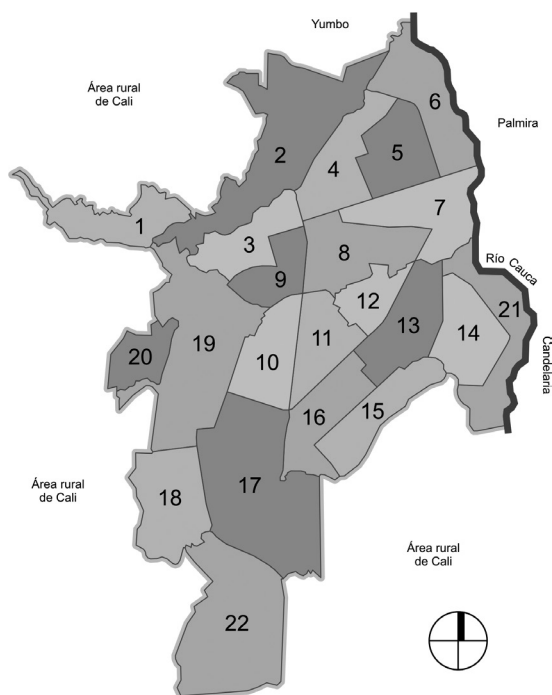 Yumbo
Área rural
de Cali
6
Palmira
2
4
5
1
7
3
8
Río Cauca
9
12
21
13
14
Candelaria
20
19
10
11
16
15
Área rural
de Cali
18
17
Área rural
de Cali
22